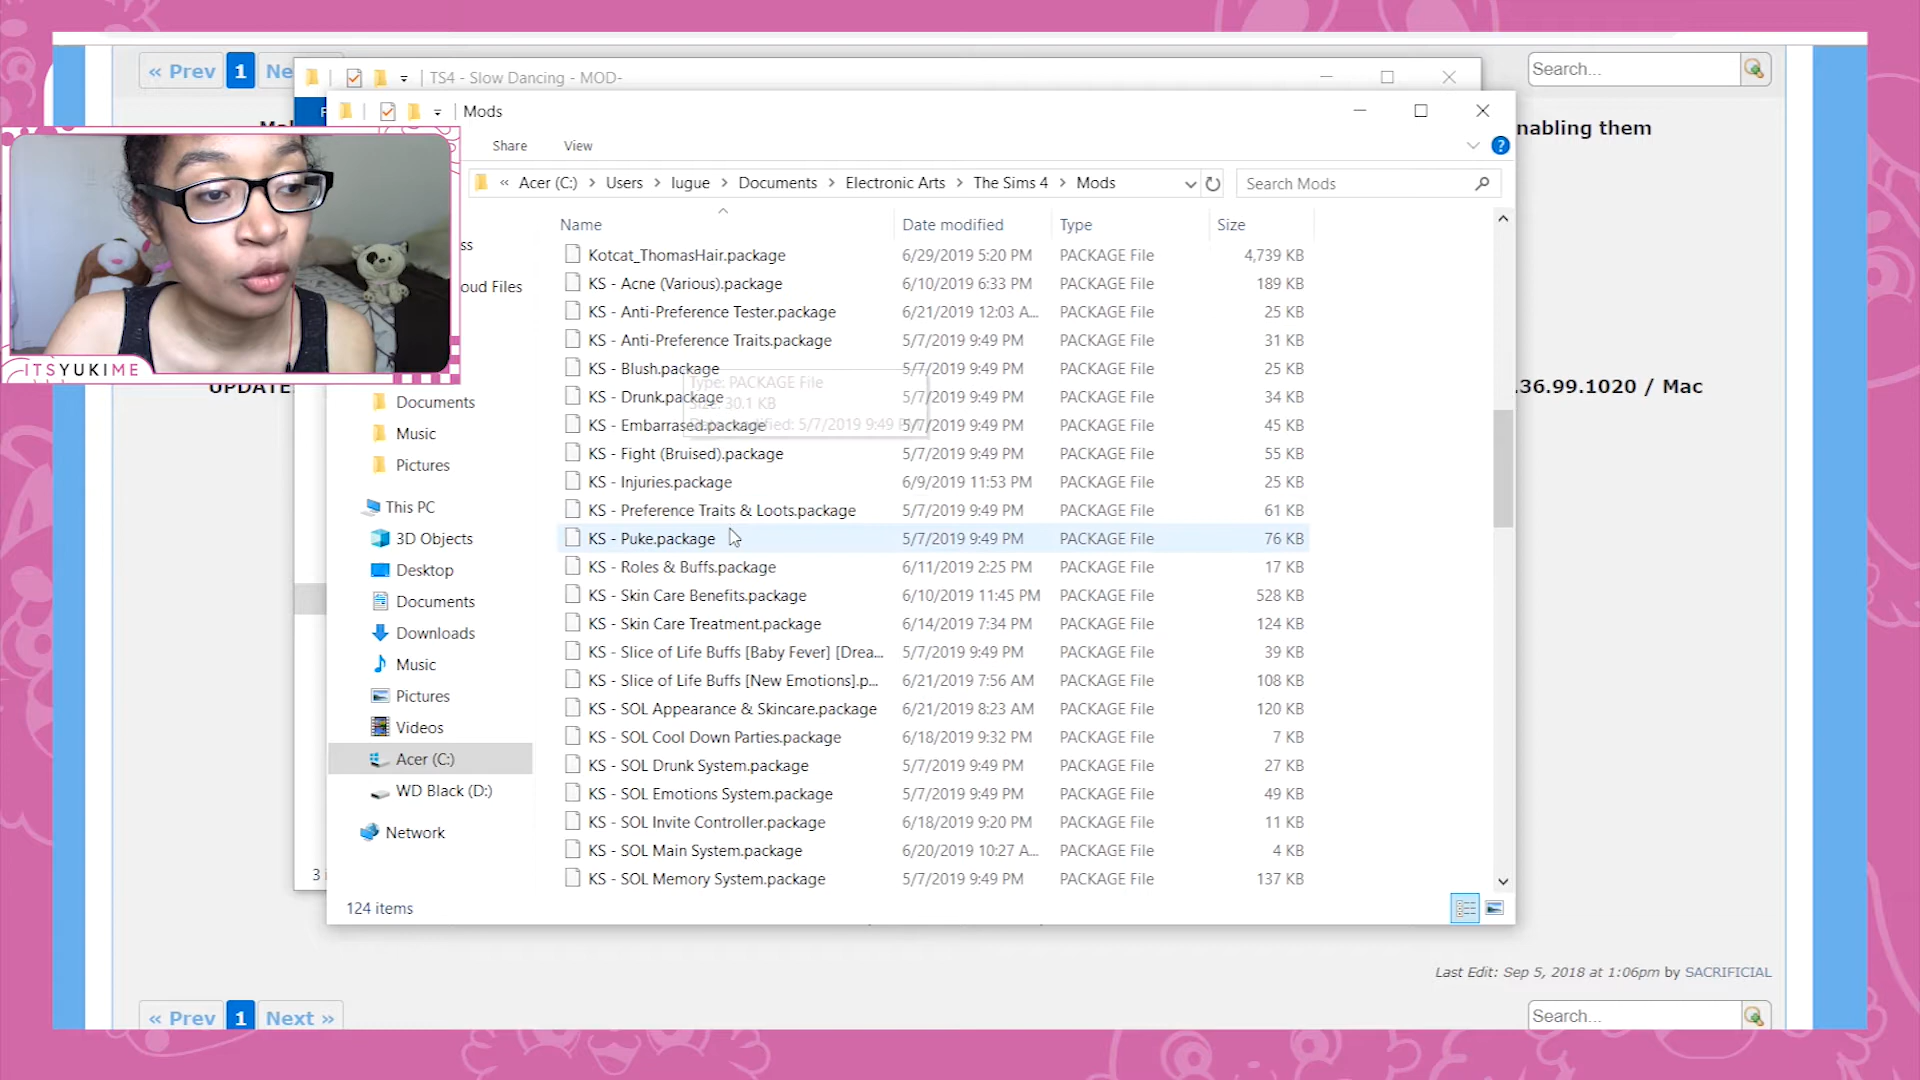 « Prev 1 Ne
TS4 - Slow Dancing - MOD-
Search...
Mods
nabling them
Share View
« Acer (C:) > Users > lugue > Documents > Electronic Arts > The Sims 4 > Mods
Search Mods
Name Date modified Type Size
Kotcat_ThomasHair.package 6/29/2019 5:20 PM PACKAGE File 4,739 KB
KS - Acne (Various).package 6/10/2019 6:33 PM PACKAGE File 189 KB
KS - Anti-Preference Tester.package 6/21/2019 12:03 A... PACKAGE File 25 KB
KS - Anti-Preference Traits.package 5/7/2019 9:49 PM PACKAGE File 31 KB
KS - Blush.package 5/7/2019 9:49 PM PACKAGE File 25 KB
KS - Drunk.package 5/7/2019 9:49 PM PACKAGE File 34 KB
KS - Embarrased.package 5/7/2019 9:49 PM PACKAGE File 45 KB
KS - Fight (Bruised).package 5/7/2019 9:49 PM PACKAGE File 55 KB
KS - Injuries.package 6/9/2019 11:53 PM PACKAGE File 25 KB
KS - Preference Traits & Loots.package 5/7/2019 9:49 PM PACKAGE File 61 KB
KS - Puke.package 5/7/2019 9:49 PM PACKAGE File 76 KB
KS - Roles & Buffs.package 6/11/2019 2:25 PM PACKAGE File 17 KB
KS - Skin Care Benefits.package 6/10/2019 11:45 PM PACKAGE File 528 KB
KS - Skin Care Treatment.package 6/14/2019 7:34 PM PACKAGE File 124 KB
KS - Slice of Life Buffs [Baby Fever] [Drea... 5/7/2019 9:49 PM PACKAGE File 39 KB
KS - Slice of Life Buffs [New Emotions].p... 6/21/2019 7:56 AM PACKAGE File 108 KB
KS - SOL Appearance & Skincare.package 6/21/2019 8:23 AM PACKAGE File 120 KB
KS - SOL Cool Down Parties.package 6/18/2019 9:32 PM PACKAGE File 7 KB
KS - SOL Drunk System.package 5/7/2019 9:49 PM PACKAGE File 27 KB
KS - SOL Emotions System.package 5/7/2019 9:49 PM PACKAGE File 49 KB
KS - SOL Invite Controller.package 6/18/2019 9:20 PM PACKAGE File 11 KB
KS - SOL Main System.package 6/20/2019 10:27 A... PACKAGE File 4 KB
KS - SOL Memory System.package 5/7/2019 9:49 PM PACKAGE File 137 KB
Type: PACKAGE File
Size: 30.1 KB
modified: 5/7/2019 9:49 P
ss
oud Files
Documents
Music
Pictures
This PC
3D Objects
Desktop
Documents
Downloads
Music
Pictures
Videos
Acer (C:)
WD Black (D:)
Network
3 i
124 items
ITSYUKIME
UPDATE
.36.99.1020 / Mac
Last Edit: Sep 5, 2018 at 1:06pm by SACRIFICIAL
« Prev 1 Next »
Search...